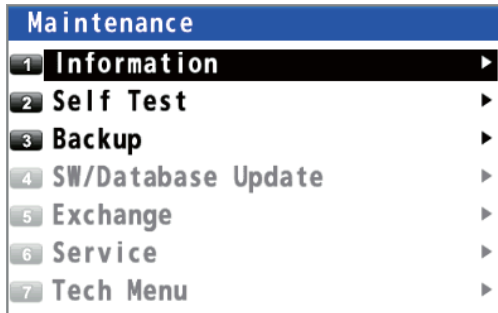 Maintenance
1 Information ▶
2 Self Test ▶
3 Backup ▶
4 SW/Database Update ▶
5 Exchange ▶
6 Service ▶
7 Tech Menu ▶